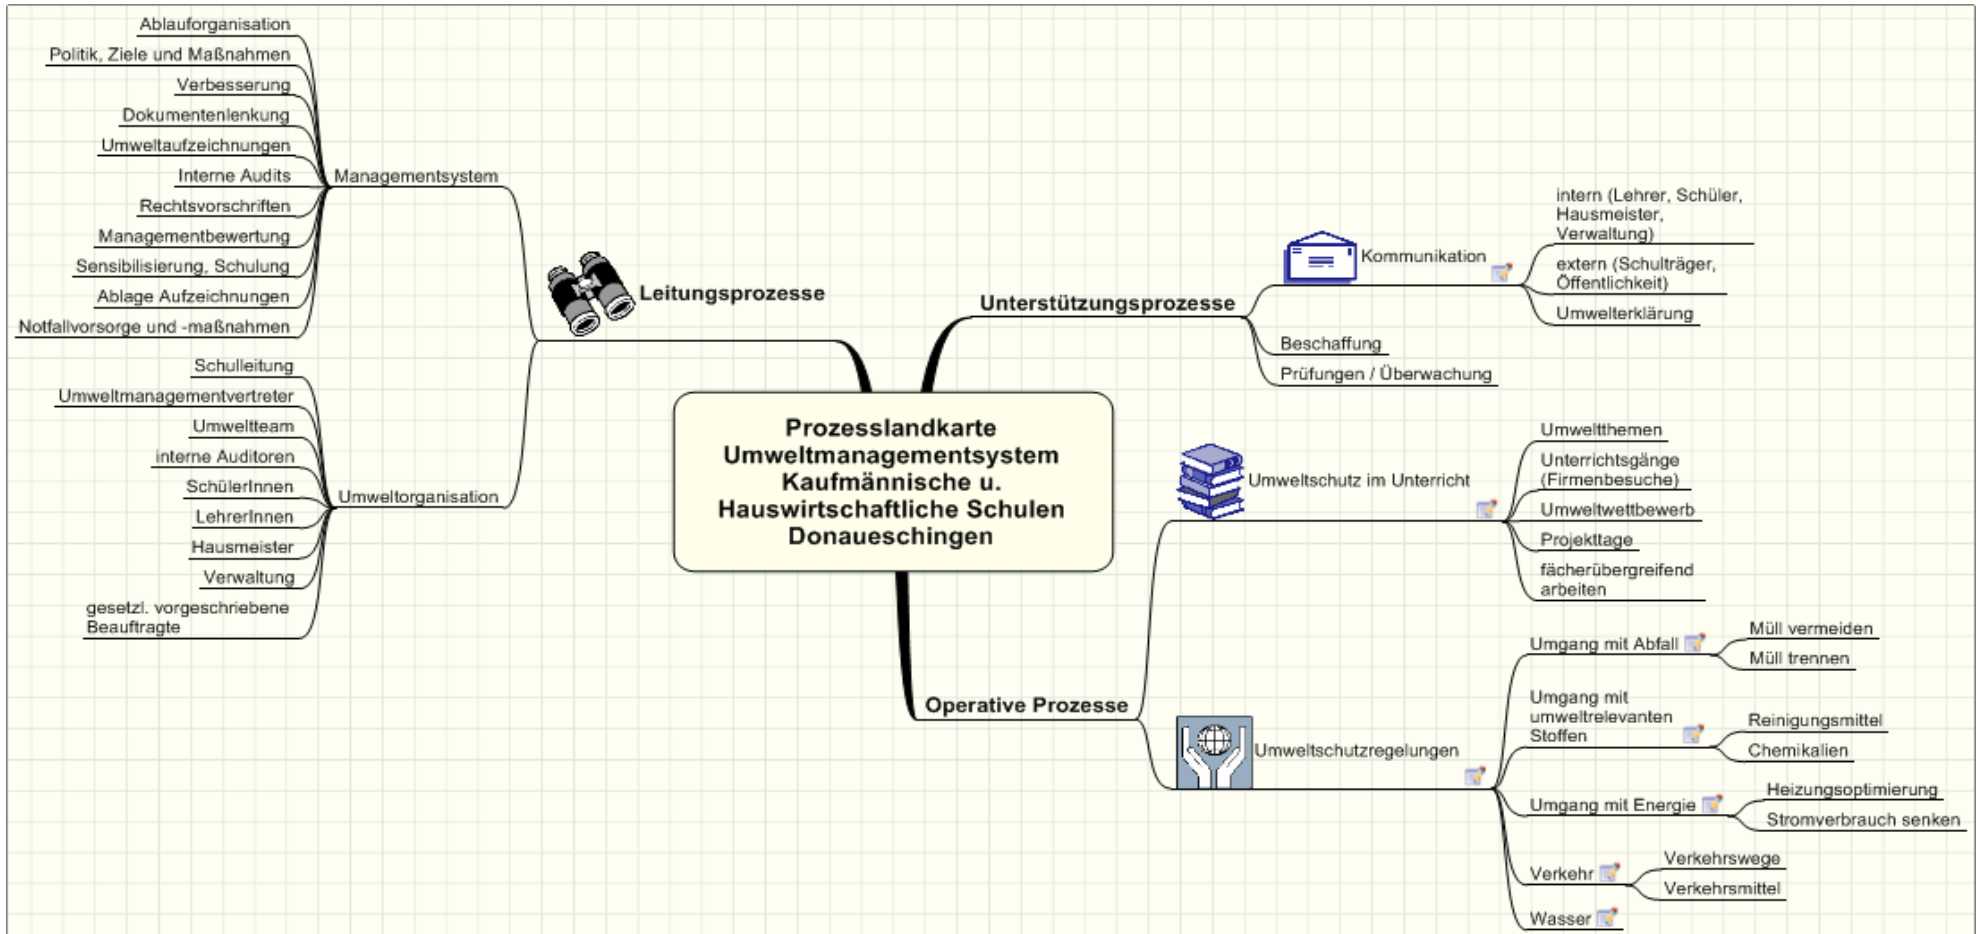 Prozesslandkarte
Umweltmanagementsystem
Kaufmännische u.
Hauswirtschaftliche Schulen
Donaueschingen
Leitungsprozesse
Managementsystem
Ablauforganisation
Politik, Ziele und Maßnahmen
Verbesserung
Dokumentenlenkung
Umweltaufzeichnungen
Interne Audits
Rechtsvorschriften
Managementbewertung
Sensibilisierung, Schulung
Ablage Aufzeichnungen
Notfallvorsorge und -maßnahmen
Umweltorganisation
Schulleitung
Umweltmanagementvertreter
Umweltteam
interne Auditoren
SchülerInnen
LehrerInnen
Hausmeister
Verwaltung
gesetzl. vorgeschriebene
Beauftragte
Unterstützungsprozesse
Kommunikation
intern (Lehrer, Schüler,
Hausmeister,
Verwaltung)
extern (Schulträger,
Öffentlichkeit)
Umwelterklärung
Beschaffung
Prüfungen / Überwachung
Operative Prozesse
Umweltschutz im Unterricht
Umweltthemen
Unterrichtsgänge
(Firmenbesuche)
Umweltwettbewerb
Projekttage
fächerübergreifend
arbeiten
Umweltschutzregelungen
Umgang mit Abfall
Müll vermeiden
Müll trennen
Umgang mit
umweltrelevanten
Stoffen
Reinigungsmittel
Chemikalien
Umgang mit Energie
Heizungsoptimierung
Stromverbrauch senken
Verkehr
Verkehrswege
Verkehrsmittel
Wasser